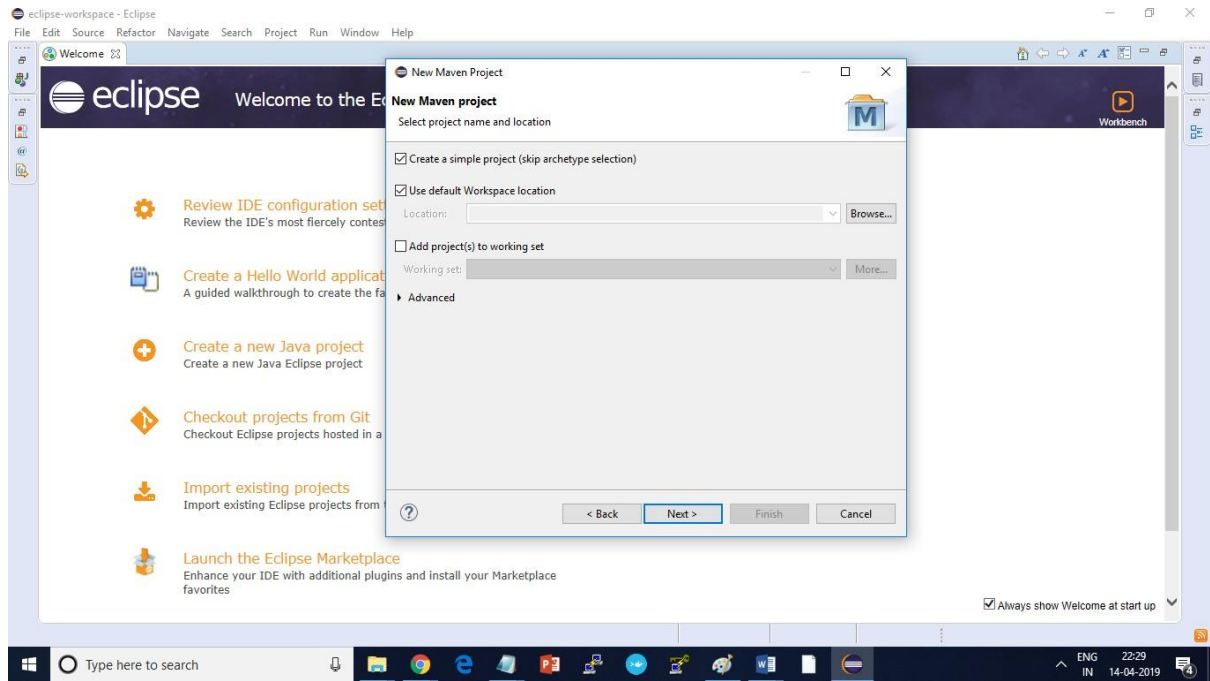 eclipse-workspace - Eclipse
File Edit Source Refactor Navigate Search Project Run Window Help
Welcome
eclipse
Welcome to the Ec
Workbench
Review IDE configuration set
Review the IDE's most fiercely contes
Create a Hello World applicat
A guided walkthrough to create the fa
Create a new Java project
Create a new Java Eclipse project
Checkout projects from Git
Checkout Eclipse projects hosted in a
Import existing projects
Import existing Eclipse projects from
Launch the Eclipse Marketplace
Enhance your IDE with additional plugins and install your Marketplace
favorites
Always show Welcome at start up
New Maven Project
New Maven project
Select project name and location
M
Create a simple project (skip archetype selection)
Use default Workspace location
Location:
Browse...
Add project(s) to working set
Working set:
More...
Advanced
?
< Back Next > Finish Cancel
Type here to search
ENG 22:29
IN 14-04-2019
4